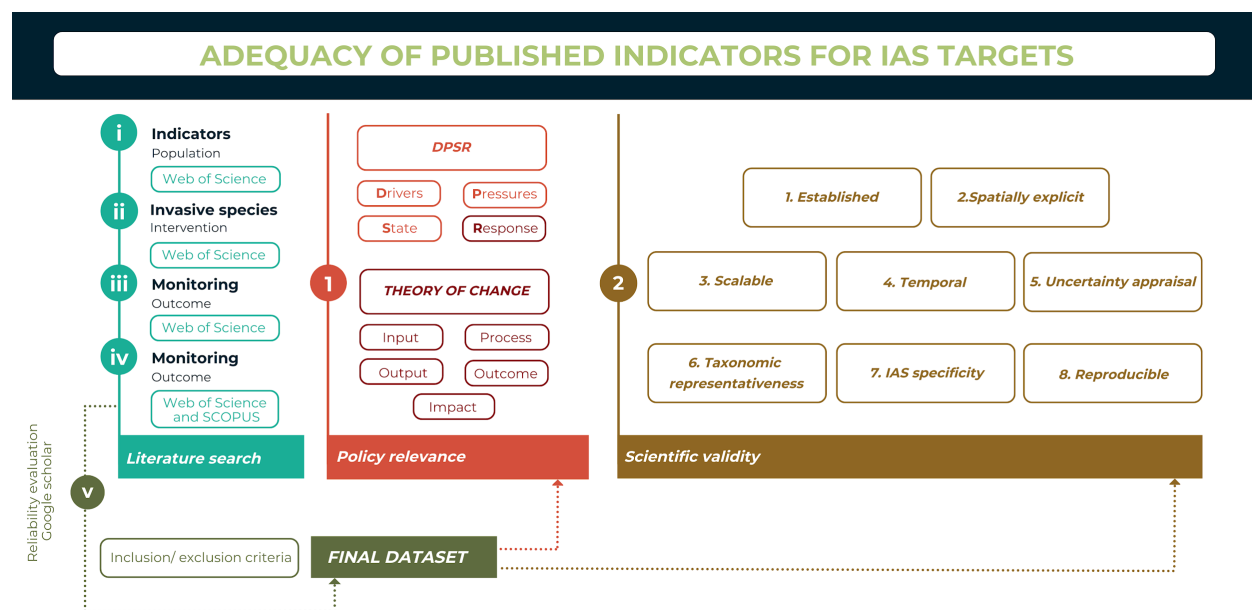 ADEQUACY OF PUBLISHED INDICATORS FOR IAS TARGETS
i
Indicators
Population
Web of Science
ii
Invasive species
Intervention
Web of Science
iii
Monitoring
Outcome
Web of Science
iv
Monitoring
Outcome
Web of Science
and SCOPUS
Literature search
v
Reliability evaluation
Google scholar
1
DPSR
Drivers
Pressures
State
Response
THEORY OF CHANGE
Input
Process
Output
Outcome
Impact
Policy relevance
2
1. Established
2.Spatially explicit
3. Scalable
4. Temporal
5. Uncertainty appraisal
6. Taxonomic
representativeness
7. IAS specificity
8. Reproducible
Scientific validity
Inclusion/ exclusion criteria
FINAL DATASET